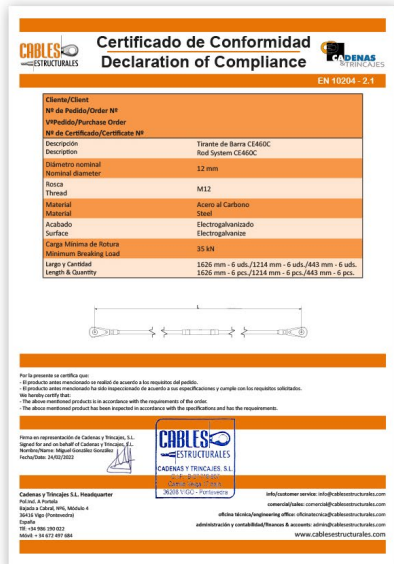 CABLES
ESTRUCTURALES
Certificado de Conformidad
Declaration of Compliance
CADENAS
&TRINCAJES
EN 10204 - 2.1
Cliente/Client
Nº de Pedido/Order Nº
VºPedido/Purchase Order
Nº de Certificado/Certificate Nº
Descripción Tirante de Barra CE460C
Description Rod System CE460C
Diámetro nominal
Nominal diameter
12 mm
Rosca
Thread
M12
Material Acero al Carbono
Material Steel
Acabado Electrogalvanizado
Surface Electrogalvanize
Carga Mínima de Rotura
Minimum Breaking Load
35 kN
Largo y Cantidad 1626 mm - 6 uds./1214 mm - 6 uds./443 mm - 6 uds.
Length & Quantity 1626 mm - 6 pcs./1214 mm - 6 pcs./443 mm - 6 pcs.
L
Por la presente se certifica que:
- El producto antes mencionado se realizó de acuerdo a los requisitos del pedido.
- El producto antes mencionado ha sido inspeccionado de acuerdo a sus especificaciones y cumple con los requisitos solicitados.
We hereby certify that:
- The above mentioned products is in accordance with the requirements of the order.
- The above mentioned product has been inspected in accordance with the specifications and has the requirements.
Firma en representación de Cadenas y Trincajes, S.L.
Signed for and on behalf of Cadenas y Trincajes, S.L.
Nombre/Name: Miguel González González
Fecha/Date: 24/02/2022
CABLES
ESTRUCTURALES
CADENAS Y TRINCAJES, S.L.
36208 VIGO - Pontevedra
Cadenas y Trincajes S.L. Headquarter
Pol.Ind. A Portela
Bajada a Cabral, Nº6, Módulo 4
36416 Vigo (Pontevedra)
España
Tlf: +34 986 190 022
Móvil: + 34 672 497 684
info/customer service: info@cablesestructurales.com
comercial/sales: comercial@cablesestructurales.com
oficina técnica/engineering office: oficinatecnica@cablesestructurales.com
administración y contabilidad/finances & accounts: admin@cablesestructurales.com
www.cablesestructurales.com